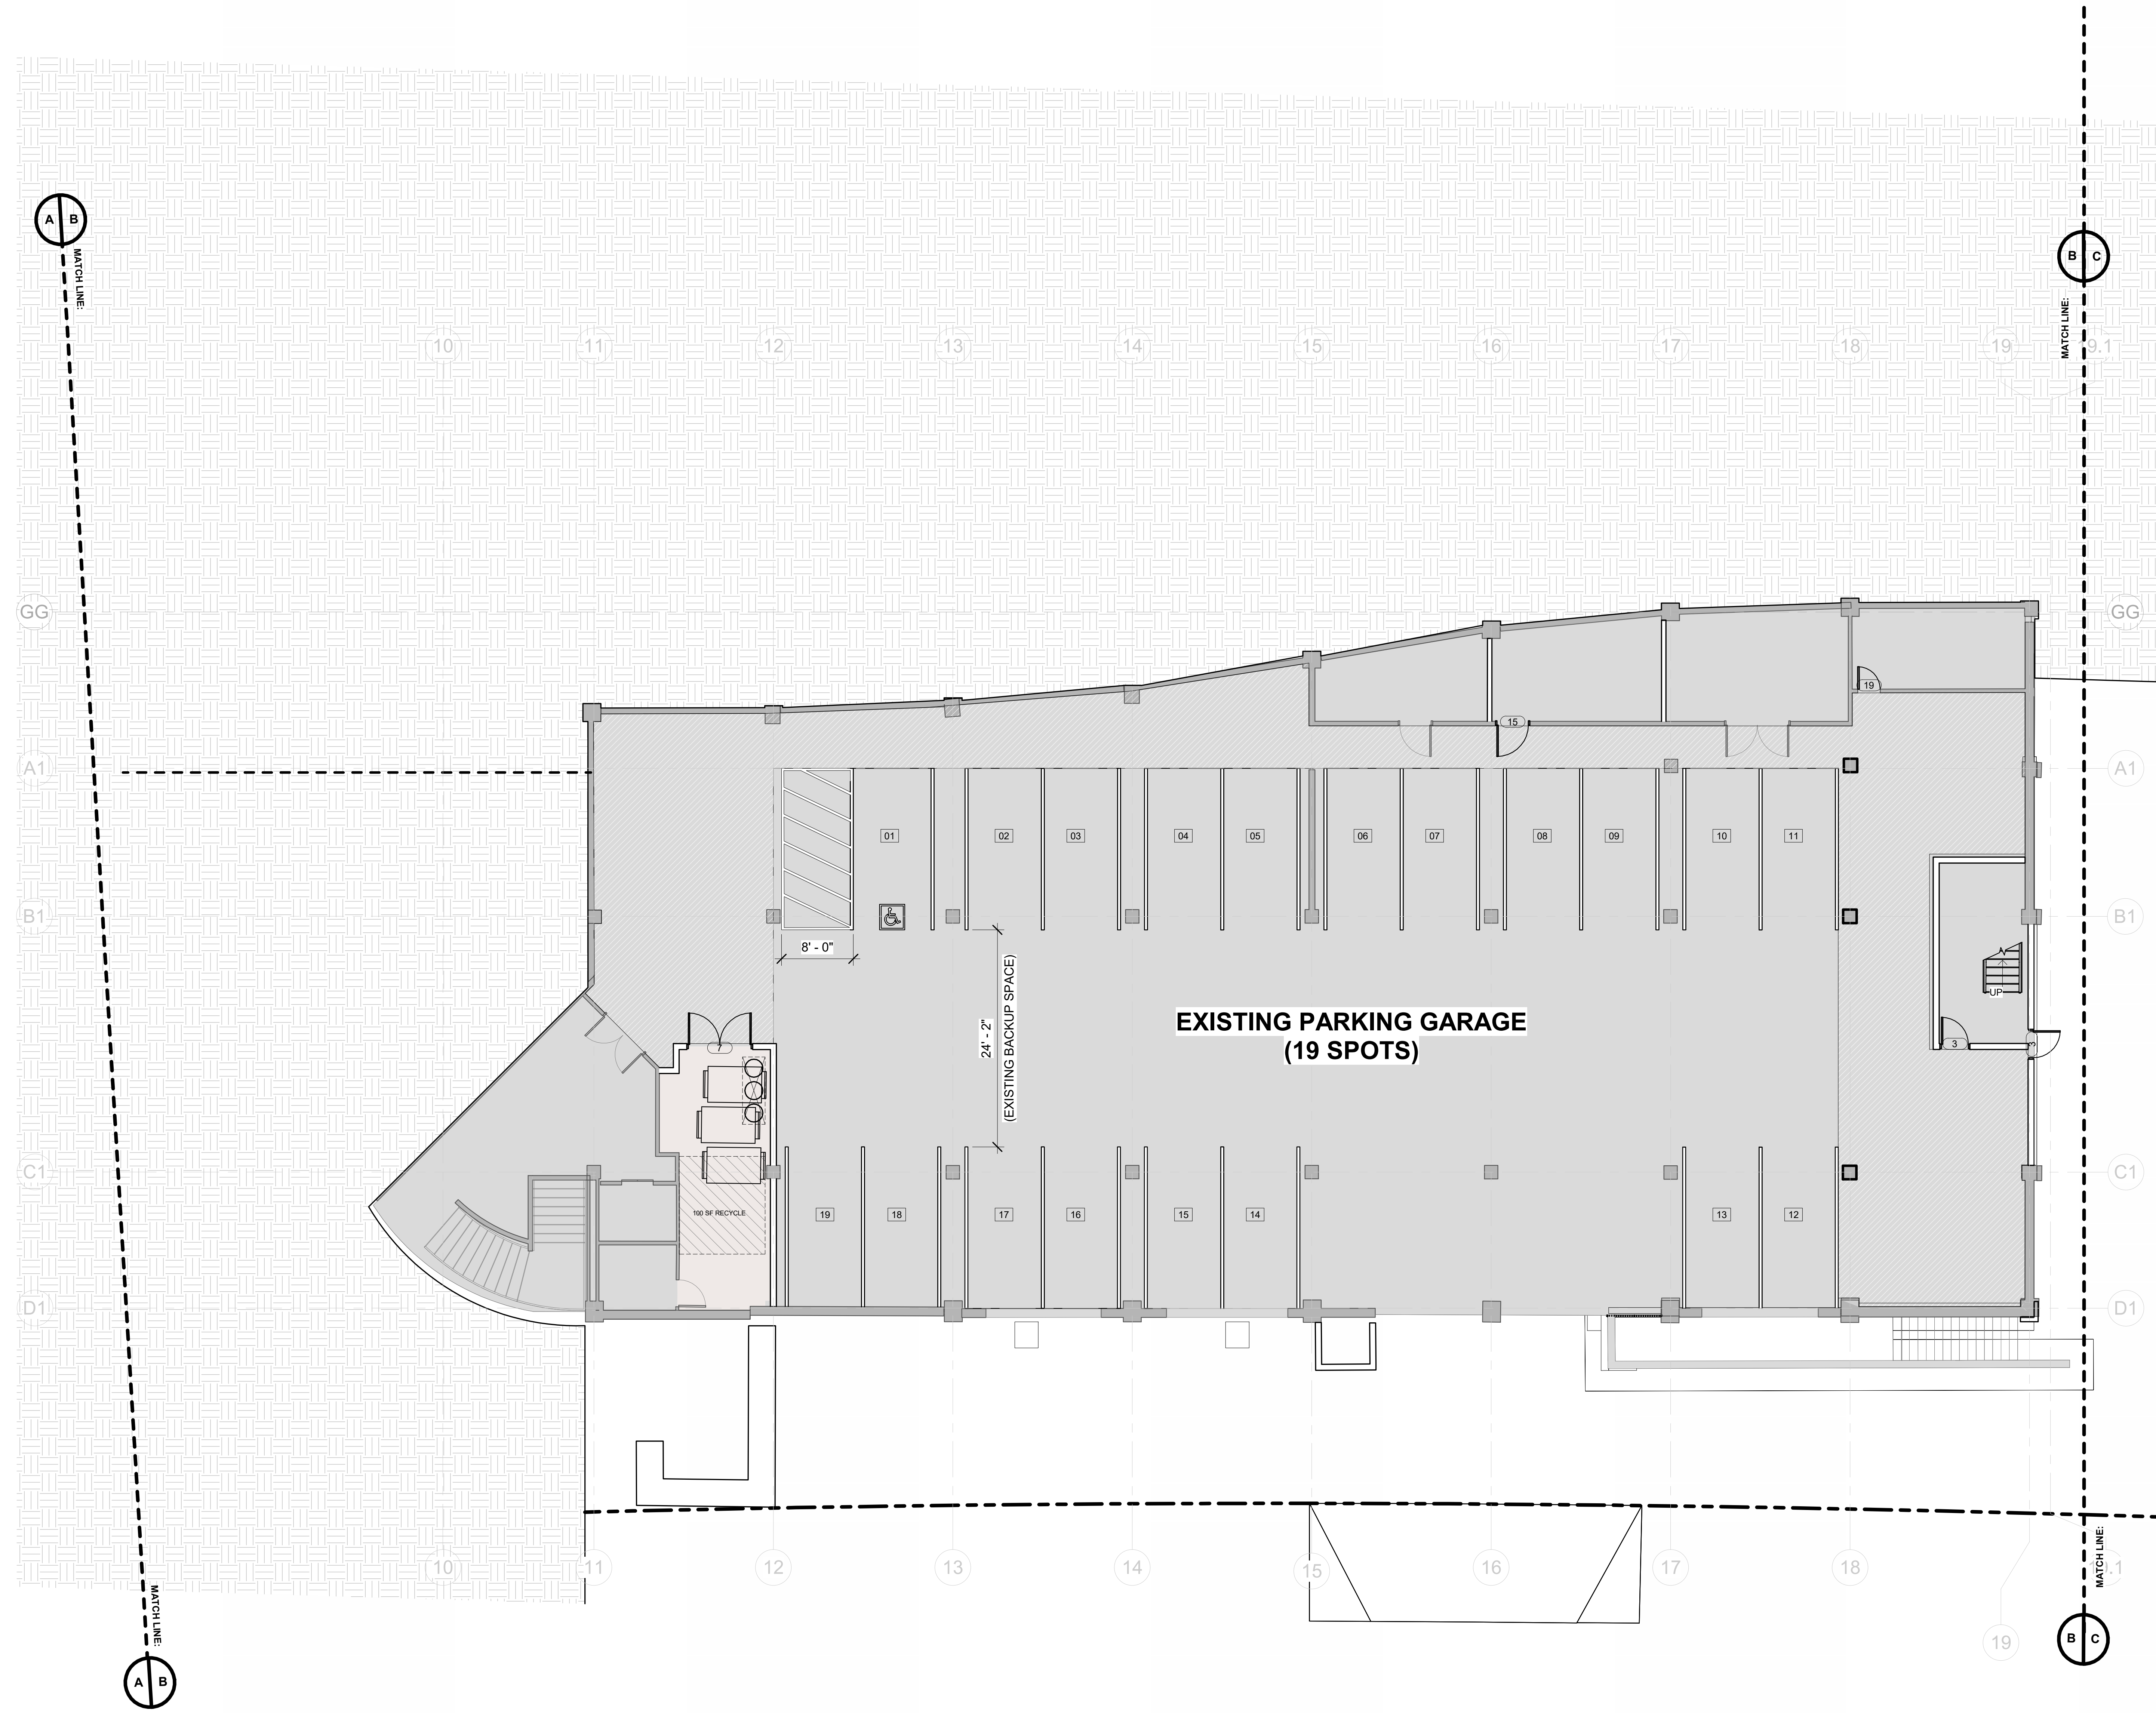 A B
MATCH LINE:
B C
MATCH LINE:
10 11 12 13 14 15 16 17 18 19 9.1
GG GG
19
15
A1 A1
01 02 03 04 05 06 07 08 09 10 11
B1 B1
8' - 0"
24' - 2"
(EXISTING BACKUP SPACE)
UP
EXISTING PARKING GARAGE
(19 SPOTS)
7
3
3
C1 C1
100 SF RECYCLE
19 18 17 16 15 14 13 12
D1 D1
10 11 12 13 14 15 16 17 18 .1
MATCH LINE:
MATCH LINE:
19
B C
A B